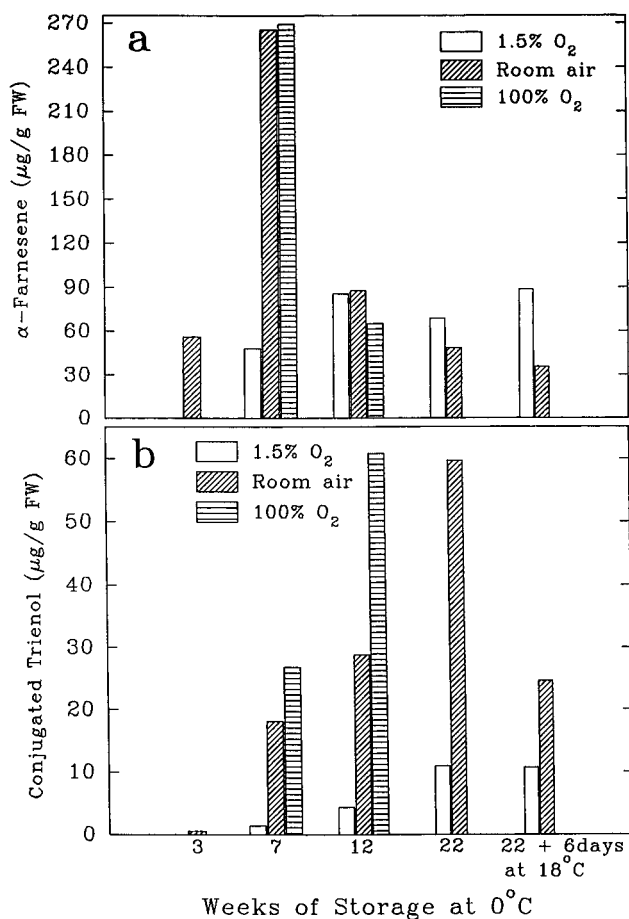 a
1.5% O₂
Room air
100% O₂
270
240
210
180
150
120
90
60
30
0
α-Farnesene (μg/g FW)
b
1.5% O₂
Room air
100% O₂
60
50
40
30
20
10
0
Conjugated Trienol (μg/g FW)
3 7 12 22 22 + 6days
at 18°C
Weeks of Storage at 0°C